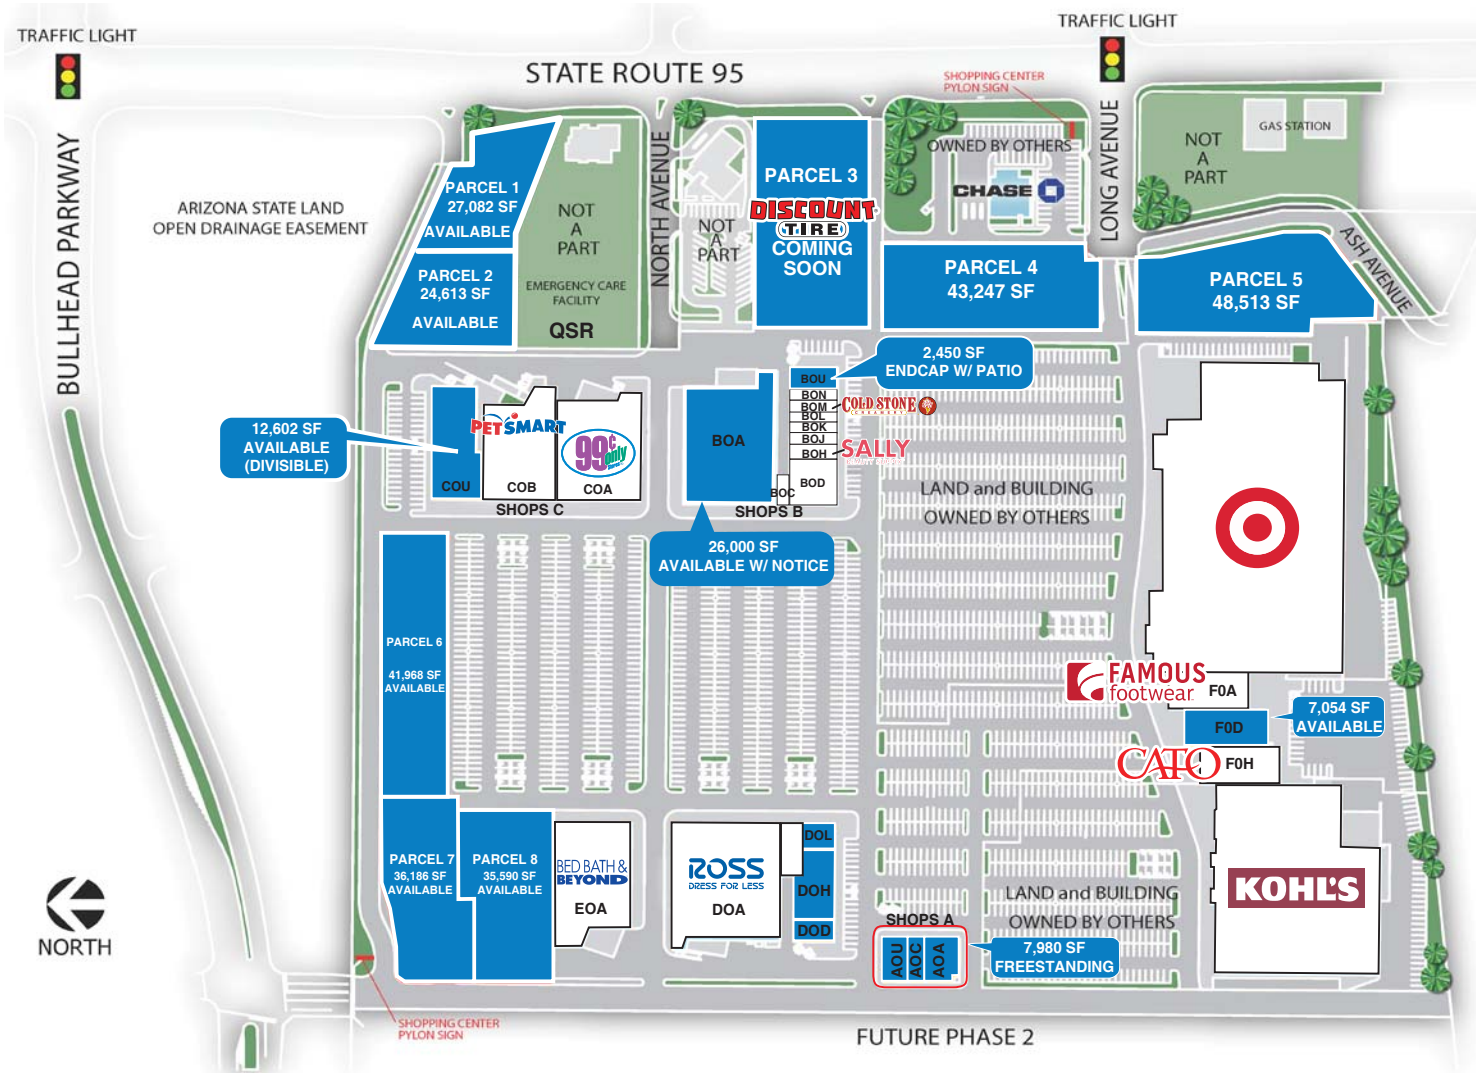 TRAFFIC LIGHT
TRAFFIC LIGHT
STATE ROUTE 95
SHOPPING CENTER
PYLON SIGN
BULLHEAD PARKWAY
NORTH AVENUE
LONG AVENUE
ASH AVENUE
ARIZONA STATE LAND
OPEN DRAINAGE EASEMENT
PARCEL 1
27,082 SF
AVAILABLE
PARCEL 2
24,613 SF
AVAILABLE
NOT
A
PART
EMERGENCY CARE
FACILITY
QSR
NOT
A
PART
PARCEL 3
DISCOUNT
TIRE
COMING
SOON
OWNED BY OTHERS
CHASE
PARCEL 4
43,247 SF
NOT
A
PART
GAS STATION
PARCEL 5
48,513 SF
12,602 SF
AVAILABLE
(DIVISIBLE)
COU
PETSMART
COB
99¢
only
COA
SHOPS C
BOA
BOC
SHOPS B
26,000 SF
AVAILABLE W/ NOTICE
BOU
BON
BOM
BOL
BOK
BOJ
BOH
BOD
2,450 SF
ENDCAP W/ PATIO
COLD STONE
CREAMERY
SALLY
LAND and BUILDING
OWNED BY OTHERS
PARCEL 6
41,968 SF
AVAILABLE
FAMOUS
footwear
F0A
F0D
7,054 SF
AVAILABLE
CATO
F0H
PARCEL 7
36,186 SF
AVAILABLE
PARCEL 8
35,590 SF
AVAILABLE
BED BATH &
BEYOND
EOA
ROSS
DRESS FOR LESS
DOA
DOL
DOH
DOD
SHOPS A
AOU
AOC
AOA
7,980 SF
FREESTANDING
LAND and BUILDING
OWNED BY OTHERS
KOHL'S
NORTH
SHOPPING CENTER
PYLON SIGN
FUTURE PHASE 2